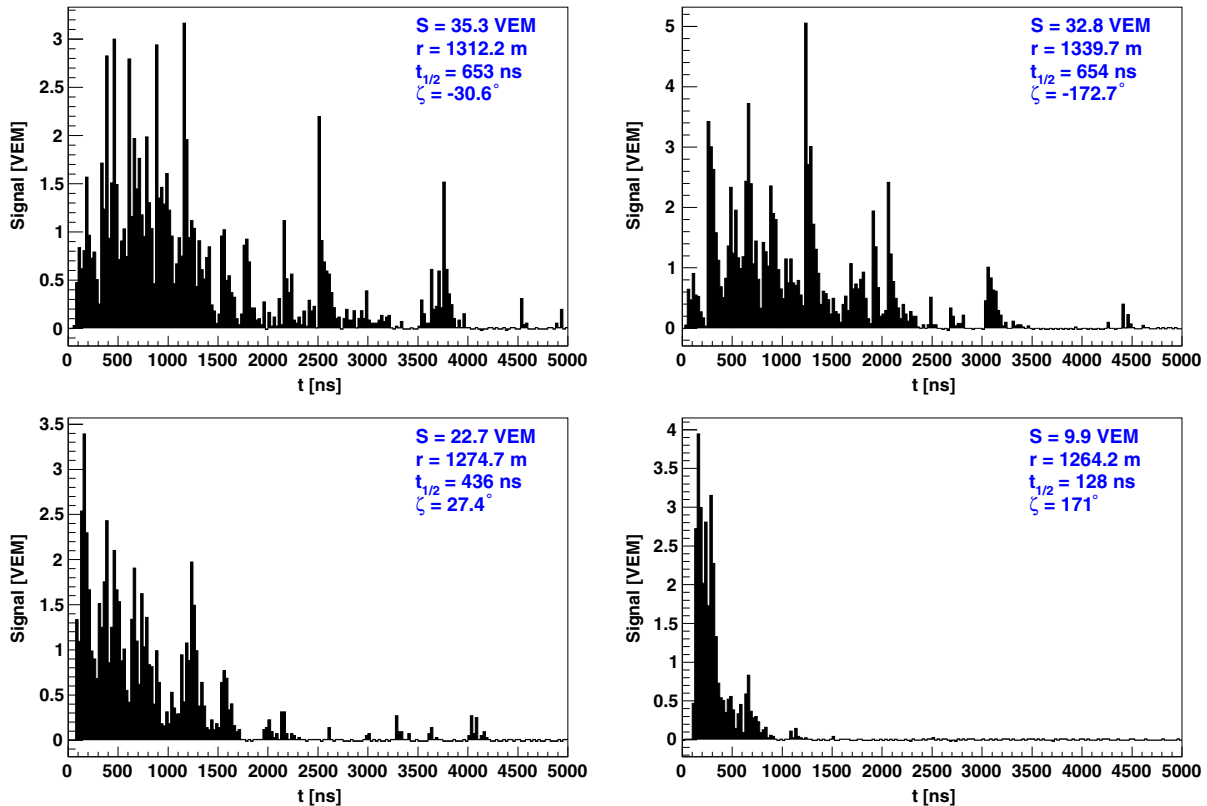 S = 35.3 VEM
r = 1312.2 m
t1/2 = 653 ns
ζ = -30.6°
Signal [VEM]
3
2.5
2
1.5
1
0.5
0
0 500 1000 1500 2000 2500 3000 3500 4000 4500 5000
t [ns]
S = 32.8 VEM
r = 1339.7 m
t1/2 = 654 ns
ζ = -172.7°
Signal [VEM]
5
4
3
2
1
0
0 500 1000 1500 2000 2500 3000 3500 4000 4500 5000
t [ns]
S = 22.7 VEM
r = 1274.7 m
t1/2 = 436 ns
ζ = 27.4°
Signal [VEM]
3.5
3
2.5
2
1.5
1
0.5
0
0 500 1000 1500 2000 2500 3000 3500 4000 4500 5000
t [ns]
S = 9.9 VEM
r = 1264.2 m
t1/2 = 128 ns
ζ = 171°
Signal [VEM]
4
3.5
3
2.5
2
1.5
1
0.5
0
0 500 1000 1500 2000 2500 3000 3500 4000 4500 5000
t [ns]